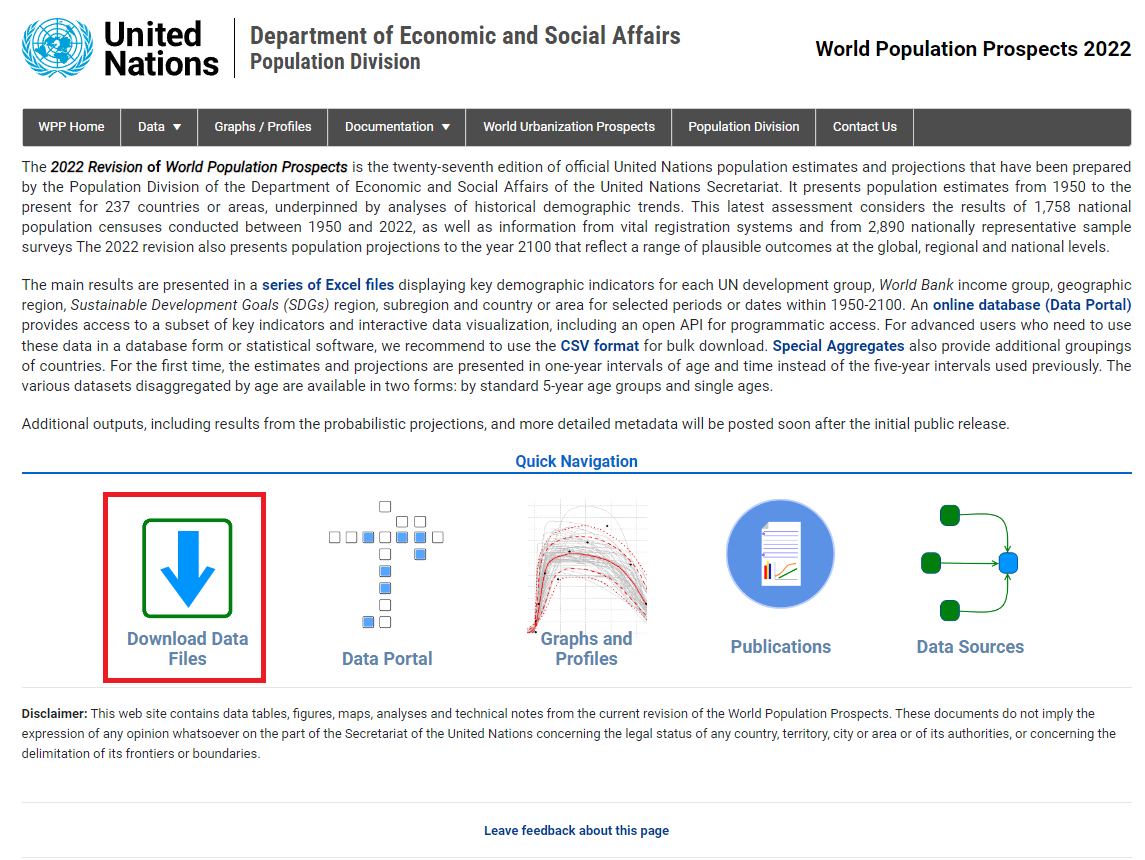 United
Nations
Department of Economic and Social Affairs
Population Division
World Population Prospects 2022
WPP Home Data ▼ Graphs / Profiles Documentation ▼ World Urbanization Prospects Population Division Contact Us
The 2022 Revision of World Population Prospects is the twenty-seventh edition of official United Nations population estimates and projections that have been prepared
by the Population Division of the Department of Economic and Social Affairs of the United Nations Secretariat. It presents population estimates from 1950 to the
present for 237 countries or areas, underpinned by analyses of historical demographic trends. This latest assessment considers the results of 1,758 national
population censuses conducted between 1950 and 2022, as well as information from vital registration systems and from 2,890 nationally representative sample
surveys The 2022 revision also presents population projections to the year 2100 that reflect a range of plausible outcomes at the global, regional and national levels.
The main results are presented in a series of Excel files displaying key demographic indicators for each UN development group, World Bank income group, geographic
region, Sustainable Development Goals (SDGs) region, subregion and country or area for selected periods or dates within 1950-2100. An online database (Data Portal)
provides access to a subset of key indicators and interactive data visualization, including an open API for programmatic access. For advanced users who need to use
these data in a database form or statistical software, we recommend to use the CSV format for bulk download. Special Aggregates also provide additional groupings
of countries. For the first time, the estimates and projections are presented in one-year intervals of age and time instead of the five-year intervals used previously. The
various datasets disaggregated by age are available in two forms: by standard 5-year age groups and single ages.
Additional outputs, including results from the probabilistic projections, and more detailed metadata will be posted soon after the initial public release.
Quick Navigation
Download Data
Files
Data Portal
Graphs and
Profiles
Publications
Data Sources
Disclaimer: This web site contains data tables, figures, maps, analyses and technical notes from the current revision of the World Population Prospects. These documents do not imply the
expression of any opinion whatsoever on the part of the Secretariat of the United Nations concerning the legal status of any country, territory, city or area or of its authorities, or concerning the
delimitation of its frontiers or boundaries.
Leave feedback about this page